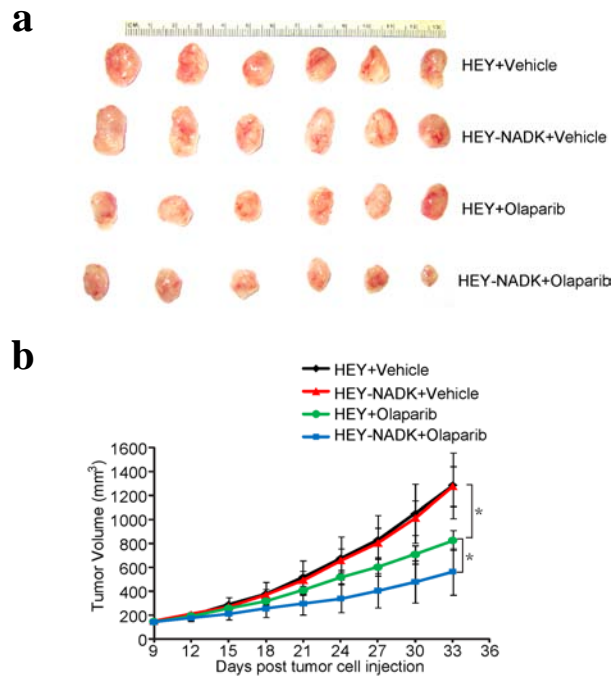 a
HEY+Vehicle
HEY-NADK+Vehicle
HEY+Olaparib
HEY-NADK+Olaparib
b
HEY+Vehicle
HEY-NADK+Vehicle
HEY+Olaparib
HEY-NADK+Olaparib
Tumor Volume (mm³)
1600
1400
1200
1000
800
600
400
200
0
*
*
9 12 15 18 21 24 27 30 33 36
Days post tumor cell injection